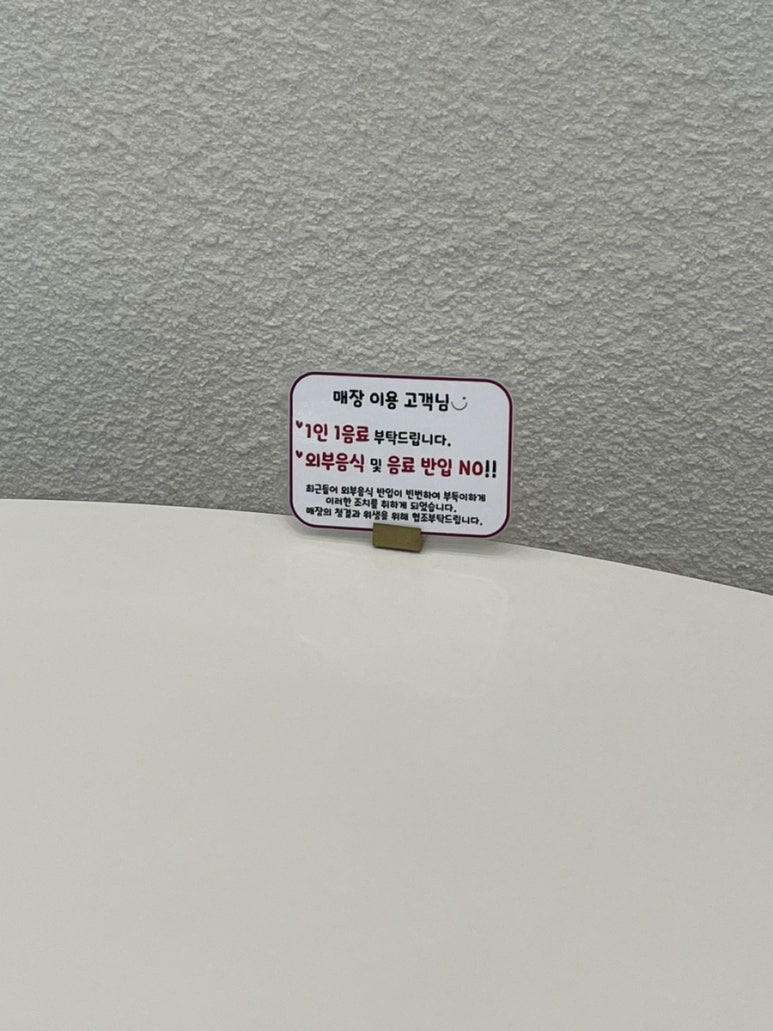 매장 이용 고객님
1인 1음료 부탁드립니다.
외부음식 및 음료 반입 NO!!
최근들어 외부음식 반입이 빈번하여 부득이하게
이러한 조치를 취하게 되었습니다.
매장의 청결과 위생을 위해 협조부탁드립니다.